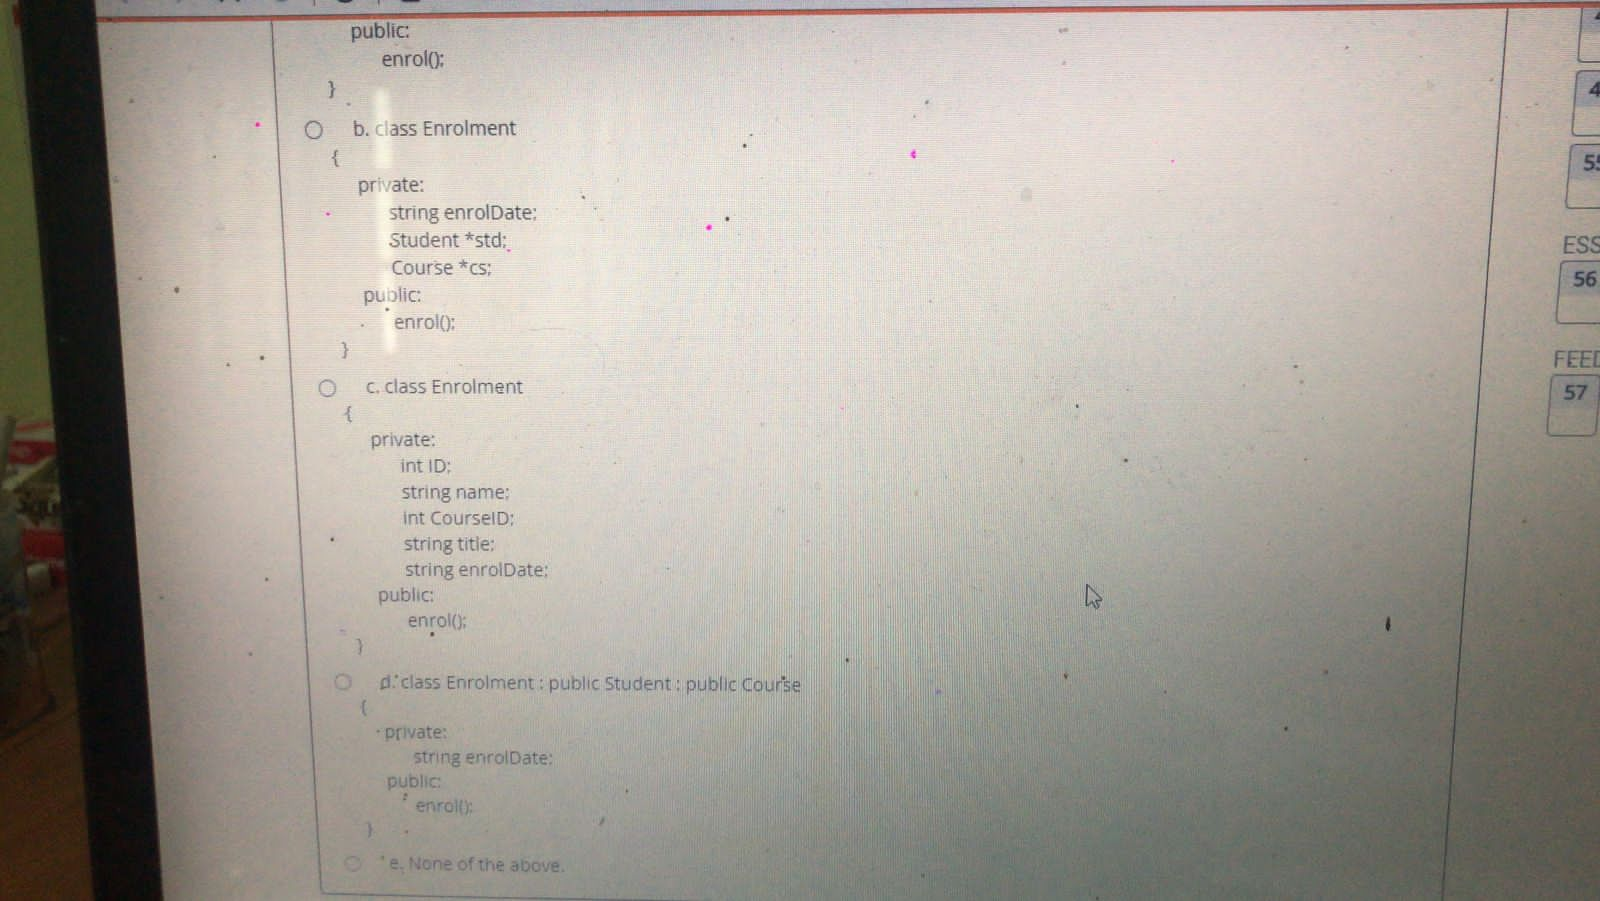 public:
enrol();
}
b. class Enrolment
{
private:
string enrolDate;
Student *std;
Course *cs;
public:
enrol();
}
c. class Enrolment
{
private:
int ID;
string name;
int CourseID;
string title;
string enrolDate;
public:
enrol();
}
d. class Enrolment : public Student : public Course
{
private:
string enrolDate;
public:
enrol();
}
e. None of the above.
4
55
ESS
56
FEED
57